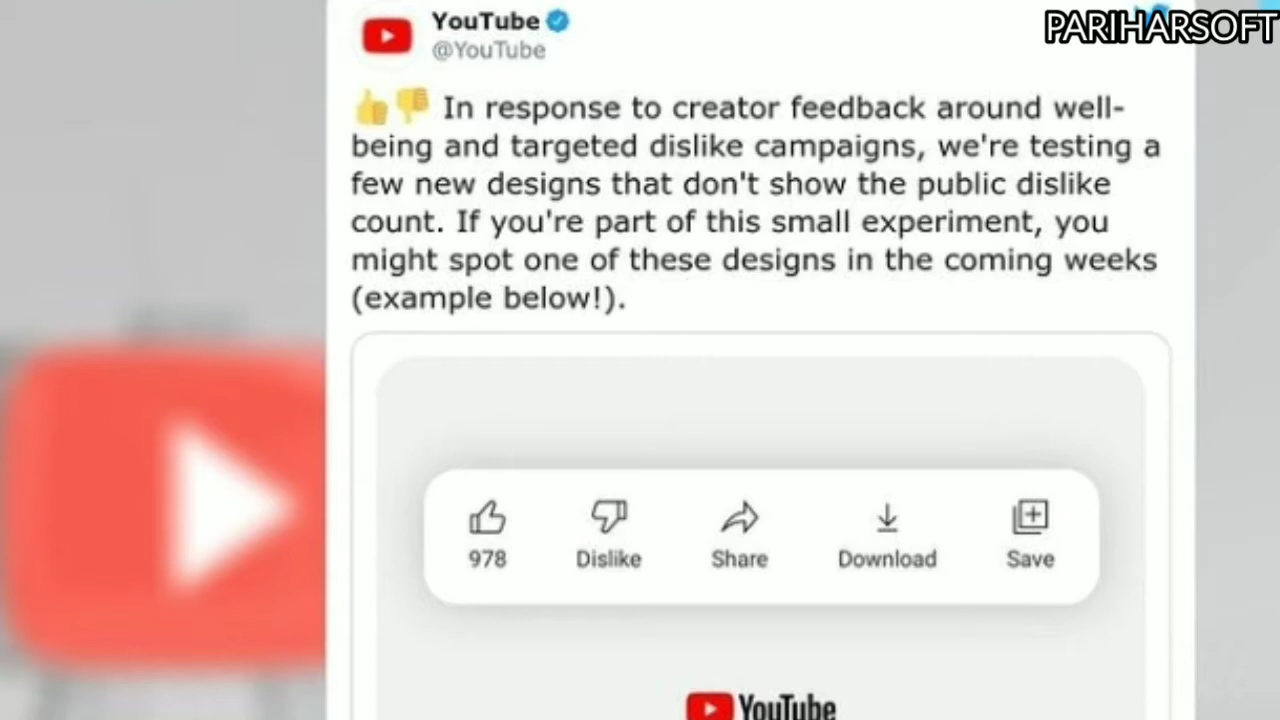 PARIHARSOFT
YouTube
@YouTube
👍👎 In response to creator feedback around well-
being and targeted dislike campaigns, we're testing a
few new designs that don't show the public dislike
count. If you're part of this small experiment, you
might spot one of these designs in the coming weeks
(example below!).
978 Dislike Share Download Save
YouTube